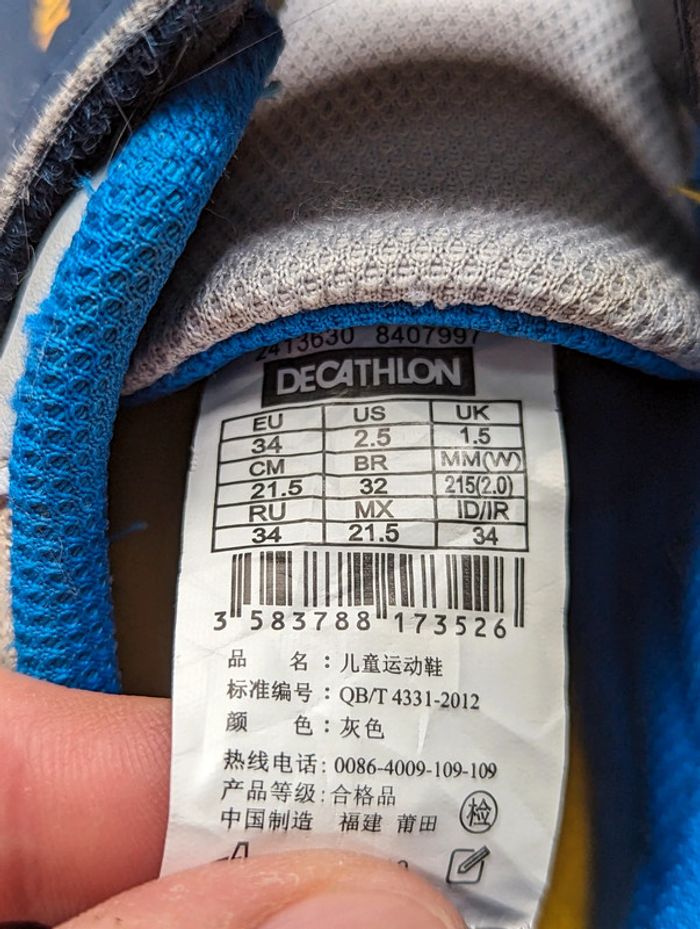 2413630 8407997
DECATHLON
EU US UK
34 2.5 1.5
CM BR MM(W)
21.5 32 215(2.0)
RU MX ID/IR
34 21.5 34
3 583788 173526
品 名：儿童运动鞋
标准编号：QB/T 4331-2012
颜 色：灰色
热线电话：0086-4009-109-109
产品等级：合格品
中国制造 福建 莆田 检